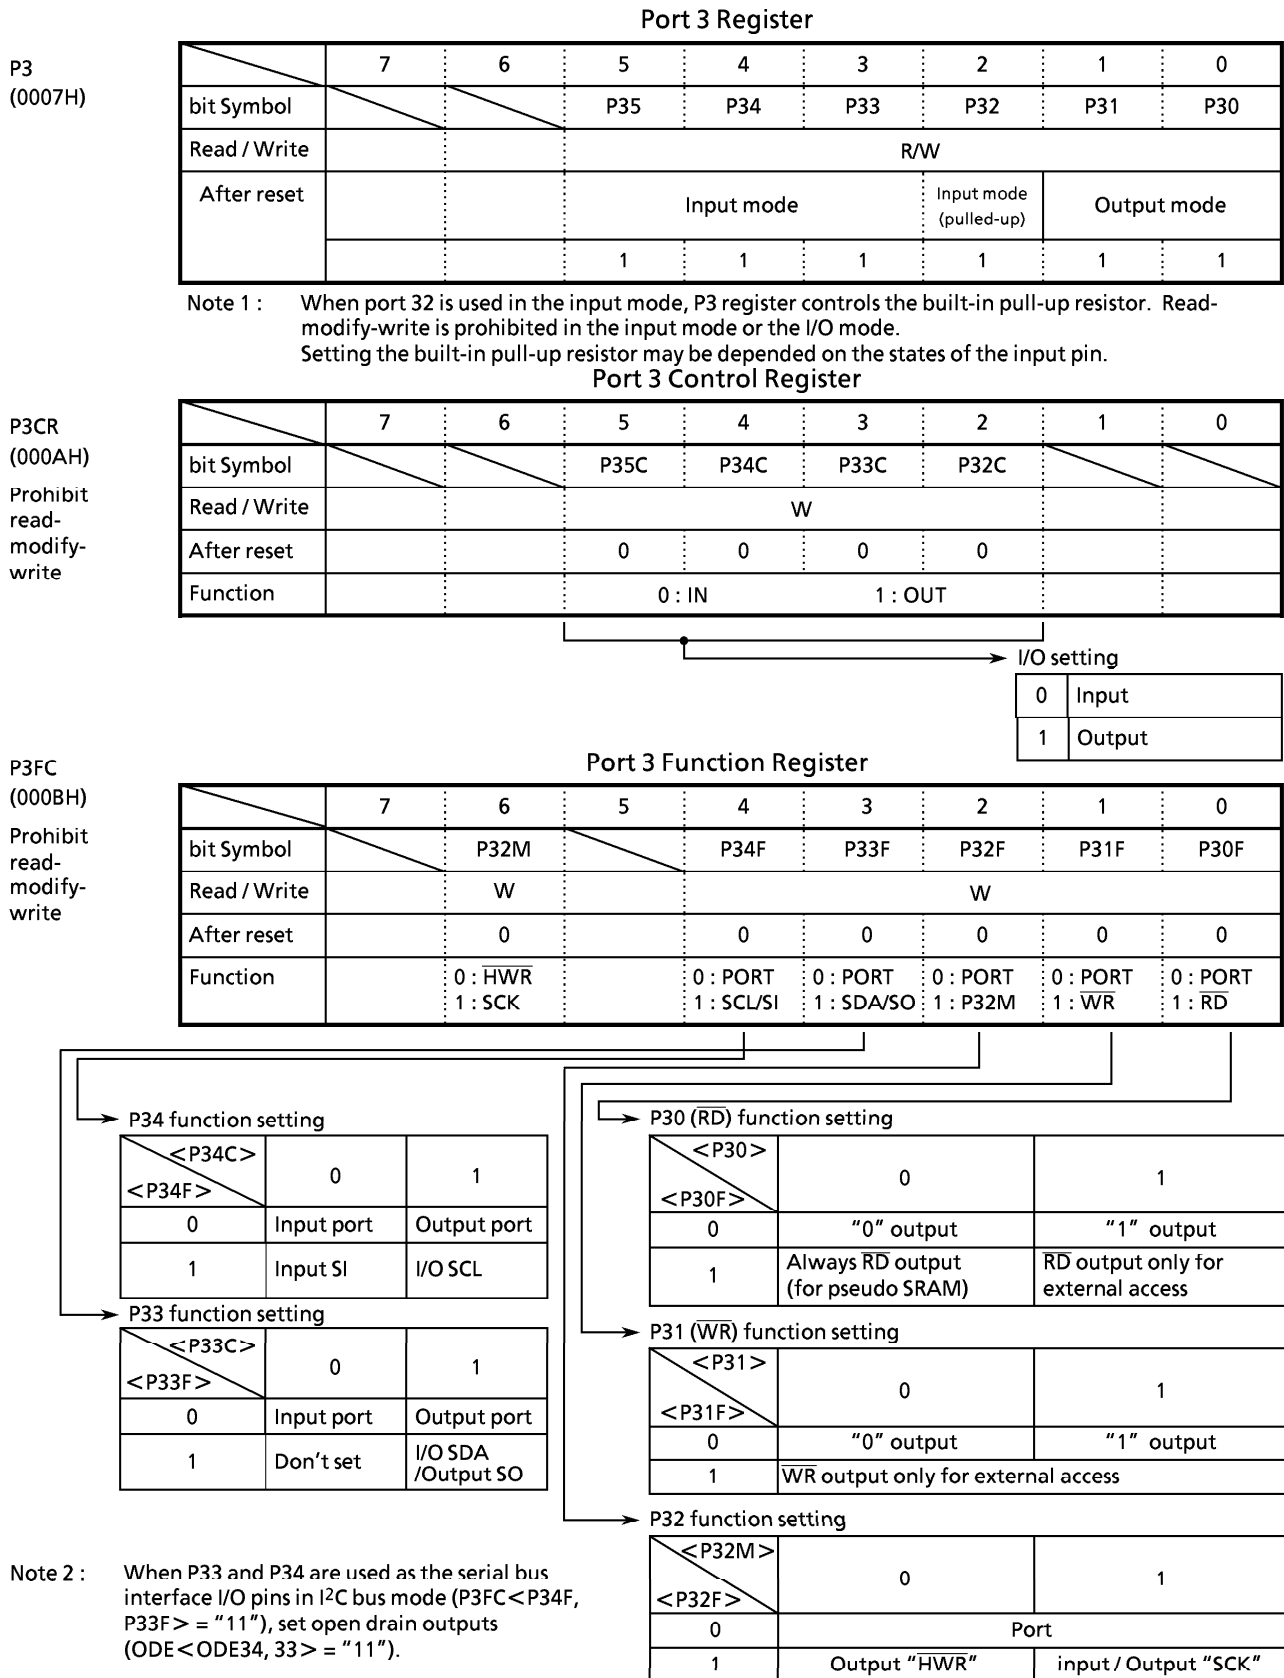 Port 3 Register
P3
(0007H)
7 6 5 4 3 2 1 0
bit Symbol P35 P34 P33 P32 P31 P30
Read / Write R/W
After reset Input mode Input mode (pulled-up) Output mode
1 1 1 1 1 1
Note 1 : When port 32 is used in the input mode, P3 register controls the built-in pull-up resistor. Read-
modify-write is prohibited in the input mode or the I/O mode.
Setting the built-in pull-up resistor may be depended on the states of the input pin.
Port 3 Control Register
P3CR
(000AH)
Prohibit
read-
modify-
write
7 6 5 4 3 2 1 0
bit Symbol P35C P34C P33C P32C
Read / Write W
After reset 0 0 0 0
Function 0 : IN 1 : OUT
I/O setting
0 Input
1 Output
Port 3 Function Register
P3FC
(000BH)
Prohibit
read-
modify-
write
7 6 5 4 3 2 1 0
bit Symbol P32M P34F P33F P32F P31F P30F
Read / Write W W
After reset 0 0 0 0 0 0
Function 0 : H̅W̅R̅ 0 : PORT 0 : PORT 0 : PORT 0 : PORT 0 : PORT
1 : SCK 1 : SCL/SI 1 : SDA/SO 1 : P32M 1 : W̅R̅ 1 : R̅D̅
P34 function setting
<P34C>
<P34F> 0 1
0 Input port Output port
1 Input SI I/O SCL
P33 function setting
<P33C>
<P33F> 0 1
0 Input port Output port
1 Don't set I/O SDA
/Output SO
P30 (R̅D̅) function setting
<P30>
<P30F> 0 1
0 "0" output "1" output
1 Always R̅D̅ output R̅D̅ output only for
(for pseudo SRAM) external access
P31 (W̅R̅) function setting
<P31>
<P31F> 0 1
0 "0" output "1" output
1 W̅R̅ output only for external access
P32 function setting
<P32M>
<P32F> 0 1
0 Port
1 Output "H̅W̅R̅" input / Output "SCK"
Note 2 : When P33 and P34 are used as the serial bus
interface I/O pins in I²C bus mode (P3FC<P34F,
P33F> = "11"), set open drain outputs
(ODE<ODE34, 33> = "11").